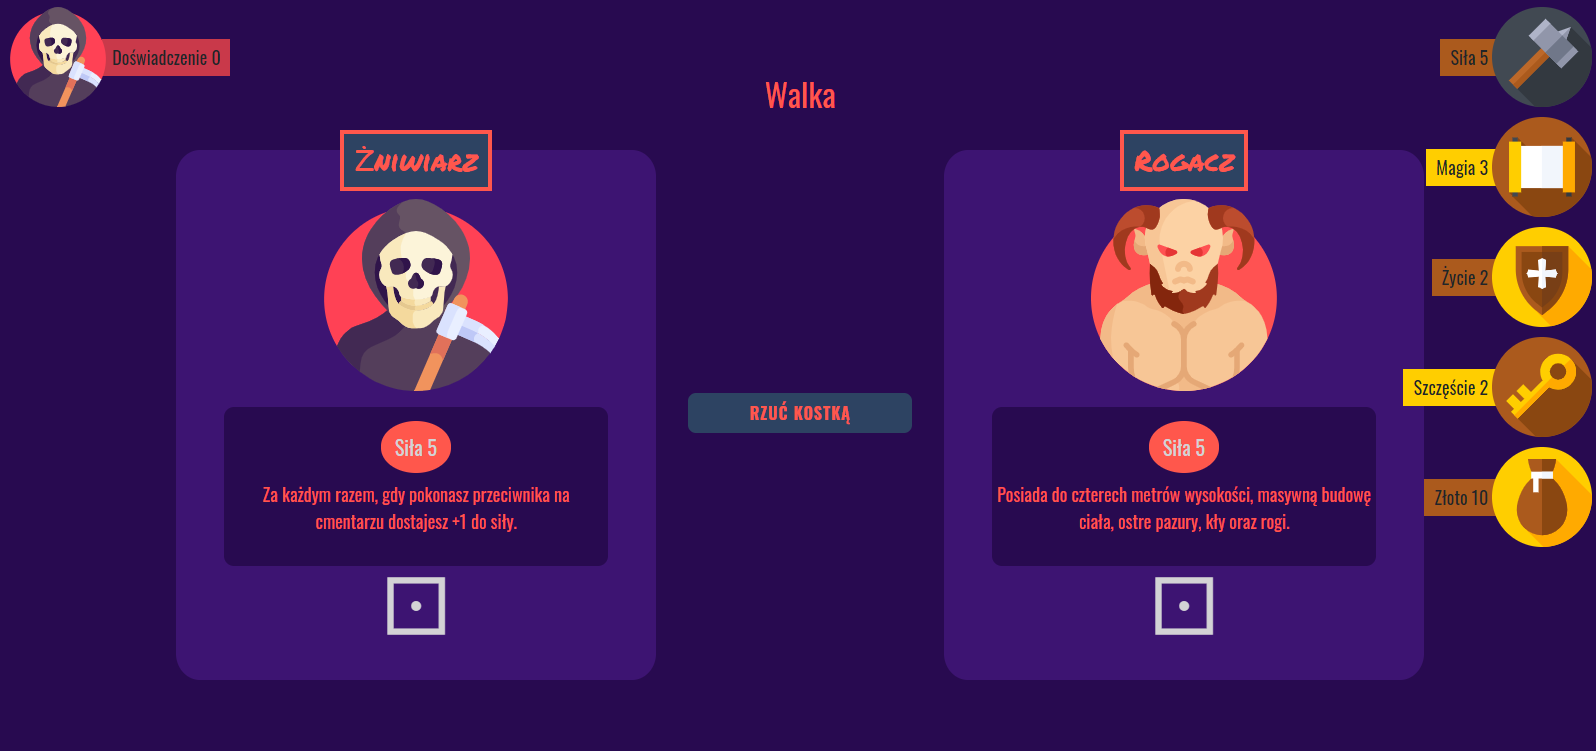 Doświadczenie 0
Walka
Żniwiarz
Siła 5
Za każdym razem, gdy pokonasz przeciwnika na
cmentarzu dostajesz +1 do siły.
RZUĆ KOSTKĄ
Rogacz
Siła 5
Posiada do czterech metrów wysokości, masywną budowę
ciała, ostre pazury, kły oraz rogi.
Siła 5
Magia 3
Życie 2
Szczęście 2
Złoto 10